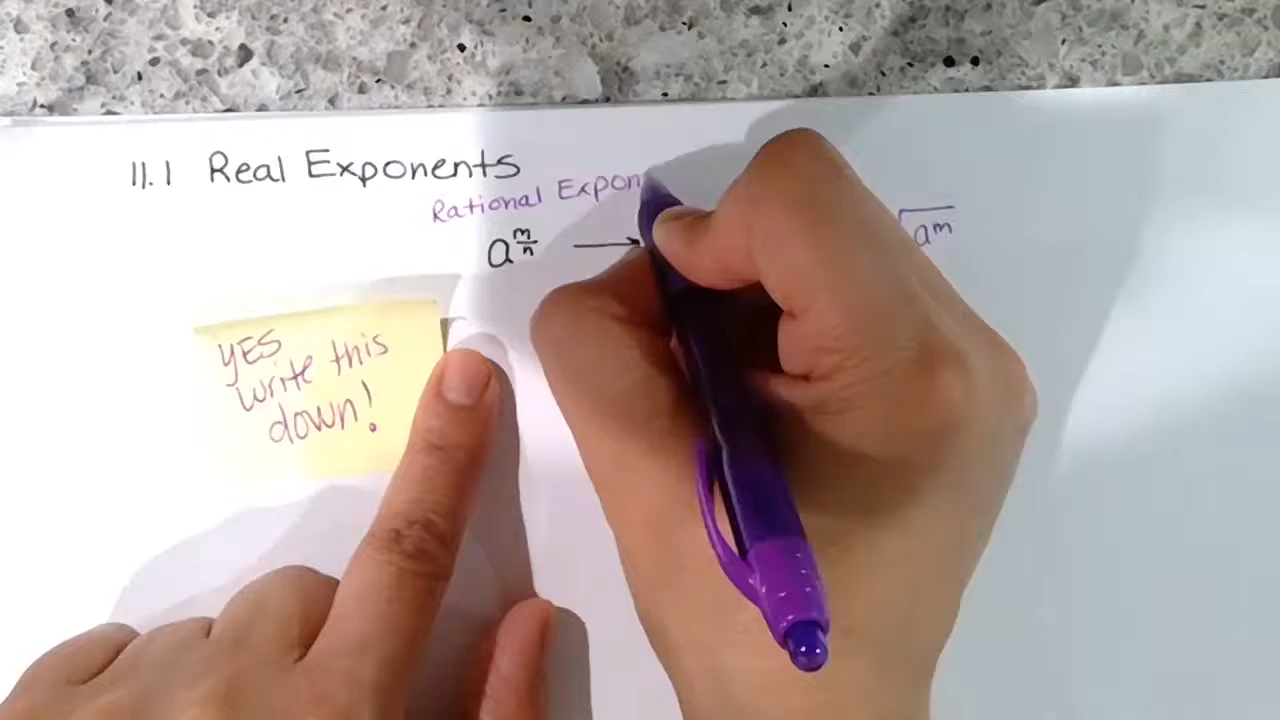 11.1 Real Exponents
Rational Expon
a^(m/n) → √(a^m)
YES
write this
down!